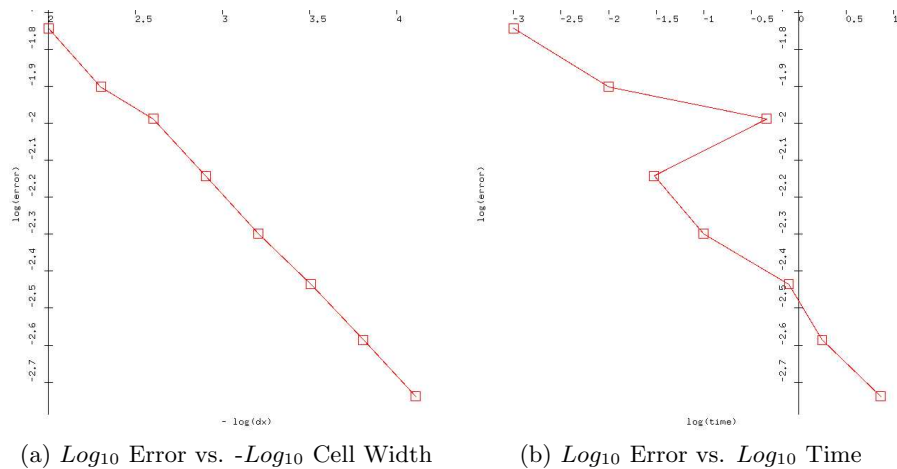 2 2.5 3 3.5 4
-1.8
-1.9
-2
-2.1
-2.2
-2.3
-2.4
-2.5
-2.6
-2.7
log(error)
- log(dx)
(a) Log10 Error vs. -Log10 Cell Width
-3 -2.5 -2 -1.5 -1 -0.5 0 0.5 1
-1.8
-1.9
-2
-2.1
-2.2
-2.3
-2.4
-2.5
-2.6
-2.7
log(error)
log(time)
(b) Log10 Error vs. Log10 Time